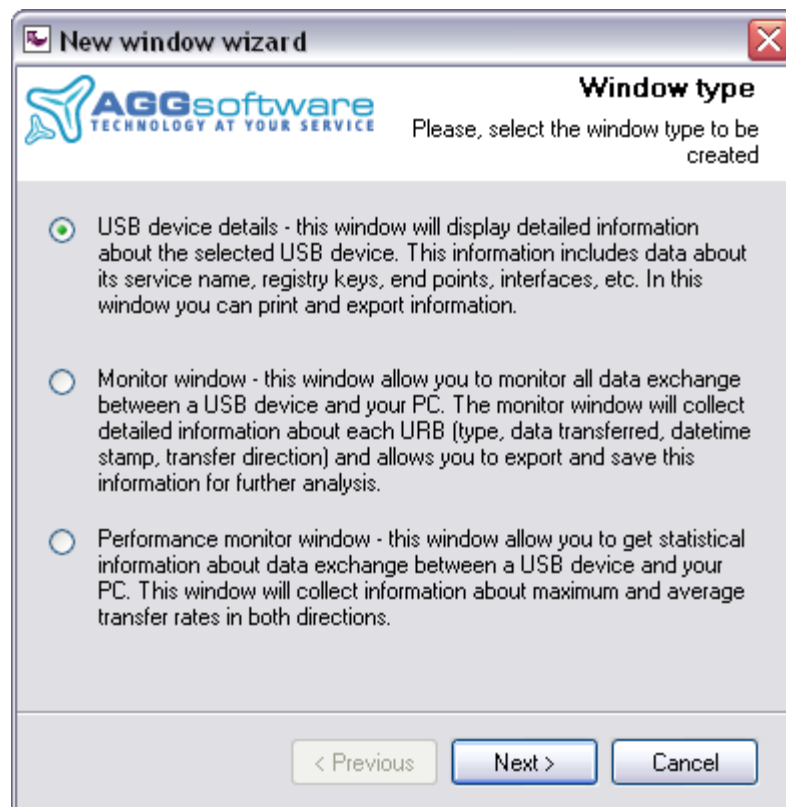 New window wizard
AGGsoftware
TECHNOLOGY AT YOUR SERVICE
Window type
Please, select the window type to be
created
USB device details - this window will display detailed information
about the selected USB device. This information includes data about
its service name, registry keys, end points, interfaces, etc. In this
window you can print and export information.
Monitor window - this window allow you to monitor all data exchange
between a USB device and your PC. The monitor window will collect
detailed information about each URB (type, data transferred, datetime
stamp, transfer direction) and allows you to export and save this
information for further analysis.
Performance monitor window - this window allow you to get statistical
information about data exchange between a USB device and your
PC. This window will collect information about maximum and average
transfer rates in both directions.
< Previous
Next >
Cancel